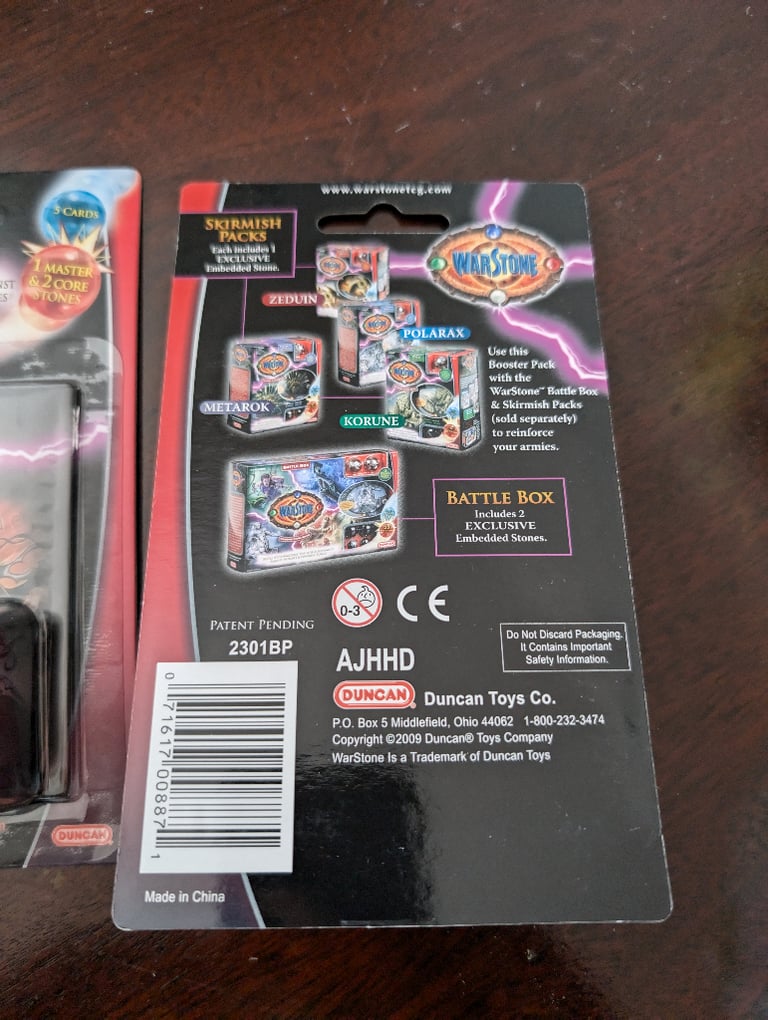 5 CARDS
1 MASTER
& 2 CORE
STONES
DUNCAN
www.warstonetcg.com
SKIRMISH
PACKS
Each includes 1
EXCLUSIVE
Embedded Stone.
WARSTONE
ZEDUIN
POLARAX
METAROK
KORUNE
Use this
Booster Pack
with the
WarStone™ Battle Box
& Skirmish Packs
(sold separately)
to reinforce
your armies.
BATTLE BOX
WARSTONE
BATTLE BOX
Includes 2
EXCLUSIVE
Embedded Stones.
0-3
CE
PATENT PENDING
2301BP
AJHHD
Do Not Discard Packaging.
It Contains Important
Safety Information.
DUNCAN Duncan Toys Co.
P.O. Box 5 Middlefield, Ohio 44062 1-800-232-3474
Copyright ©2009 Duncan® Toys Company
WarStone Is a Trademark of Duncan Toys
0 71617 00887 1
Made in China